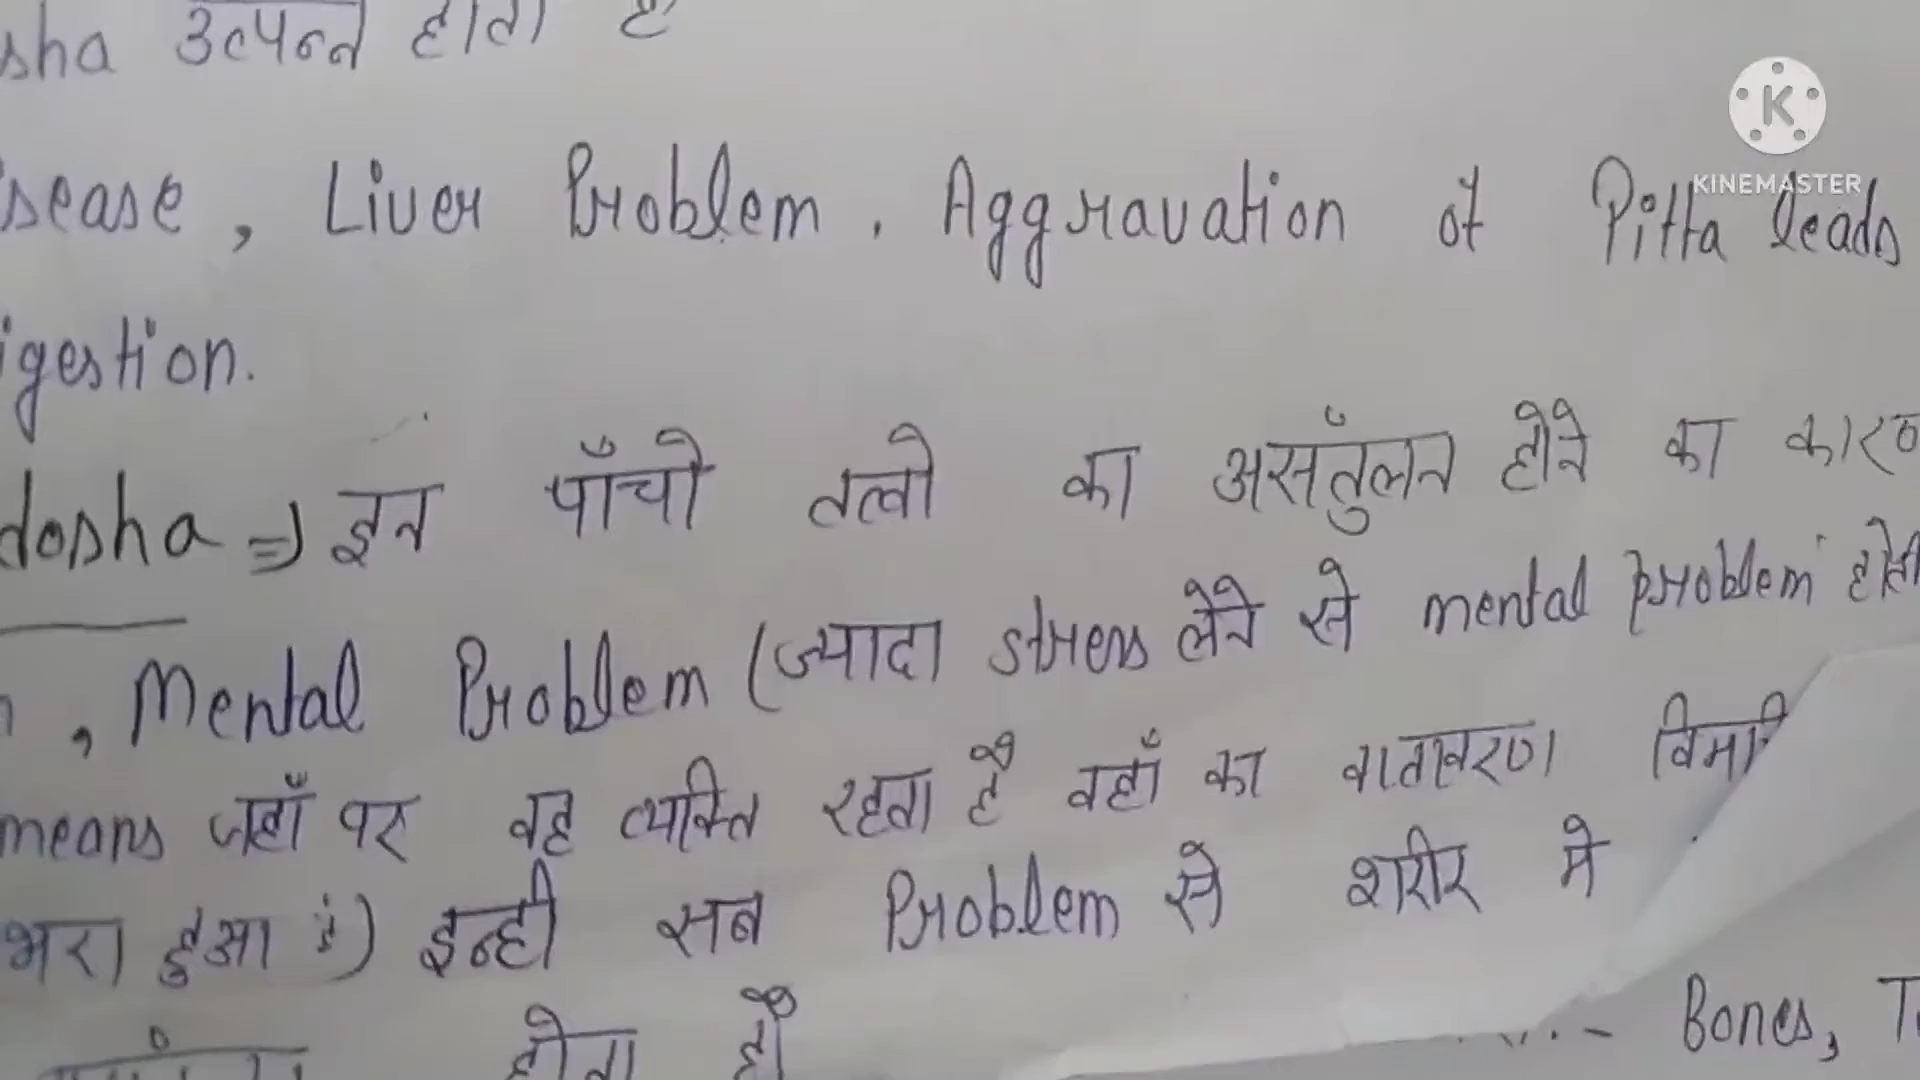 sha उत्पन्न होता है
sease, Liver Problem. Aggravation of Pitta leads
igestion.
dosha => इन पाँचो तत्वो का असँतुलन होने का कारण
, Mental Problem (ज्यादा stress लेने से mental problem होती
means जहाँ पर वह व्यक्ति रहता है वहाँ का वातावरण
भरा हुआ है) इन्ही सब Problem से शरीर मे
होता है
Bones,
K
KINEMASTER